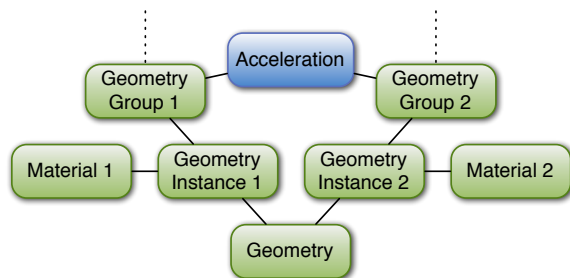 Acceleration
Geometry
Group 1
Geometry
Group 2
Material 1
Geometry
Instance 1
Geometry
Instance 2
Material 2
Geometry